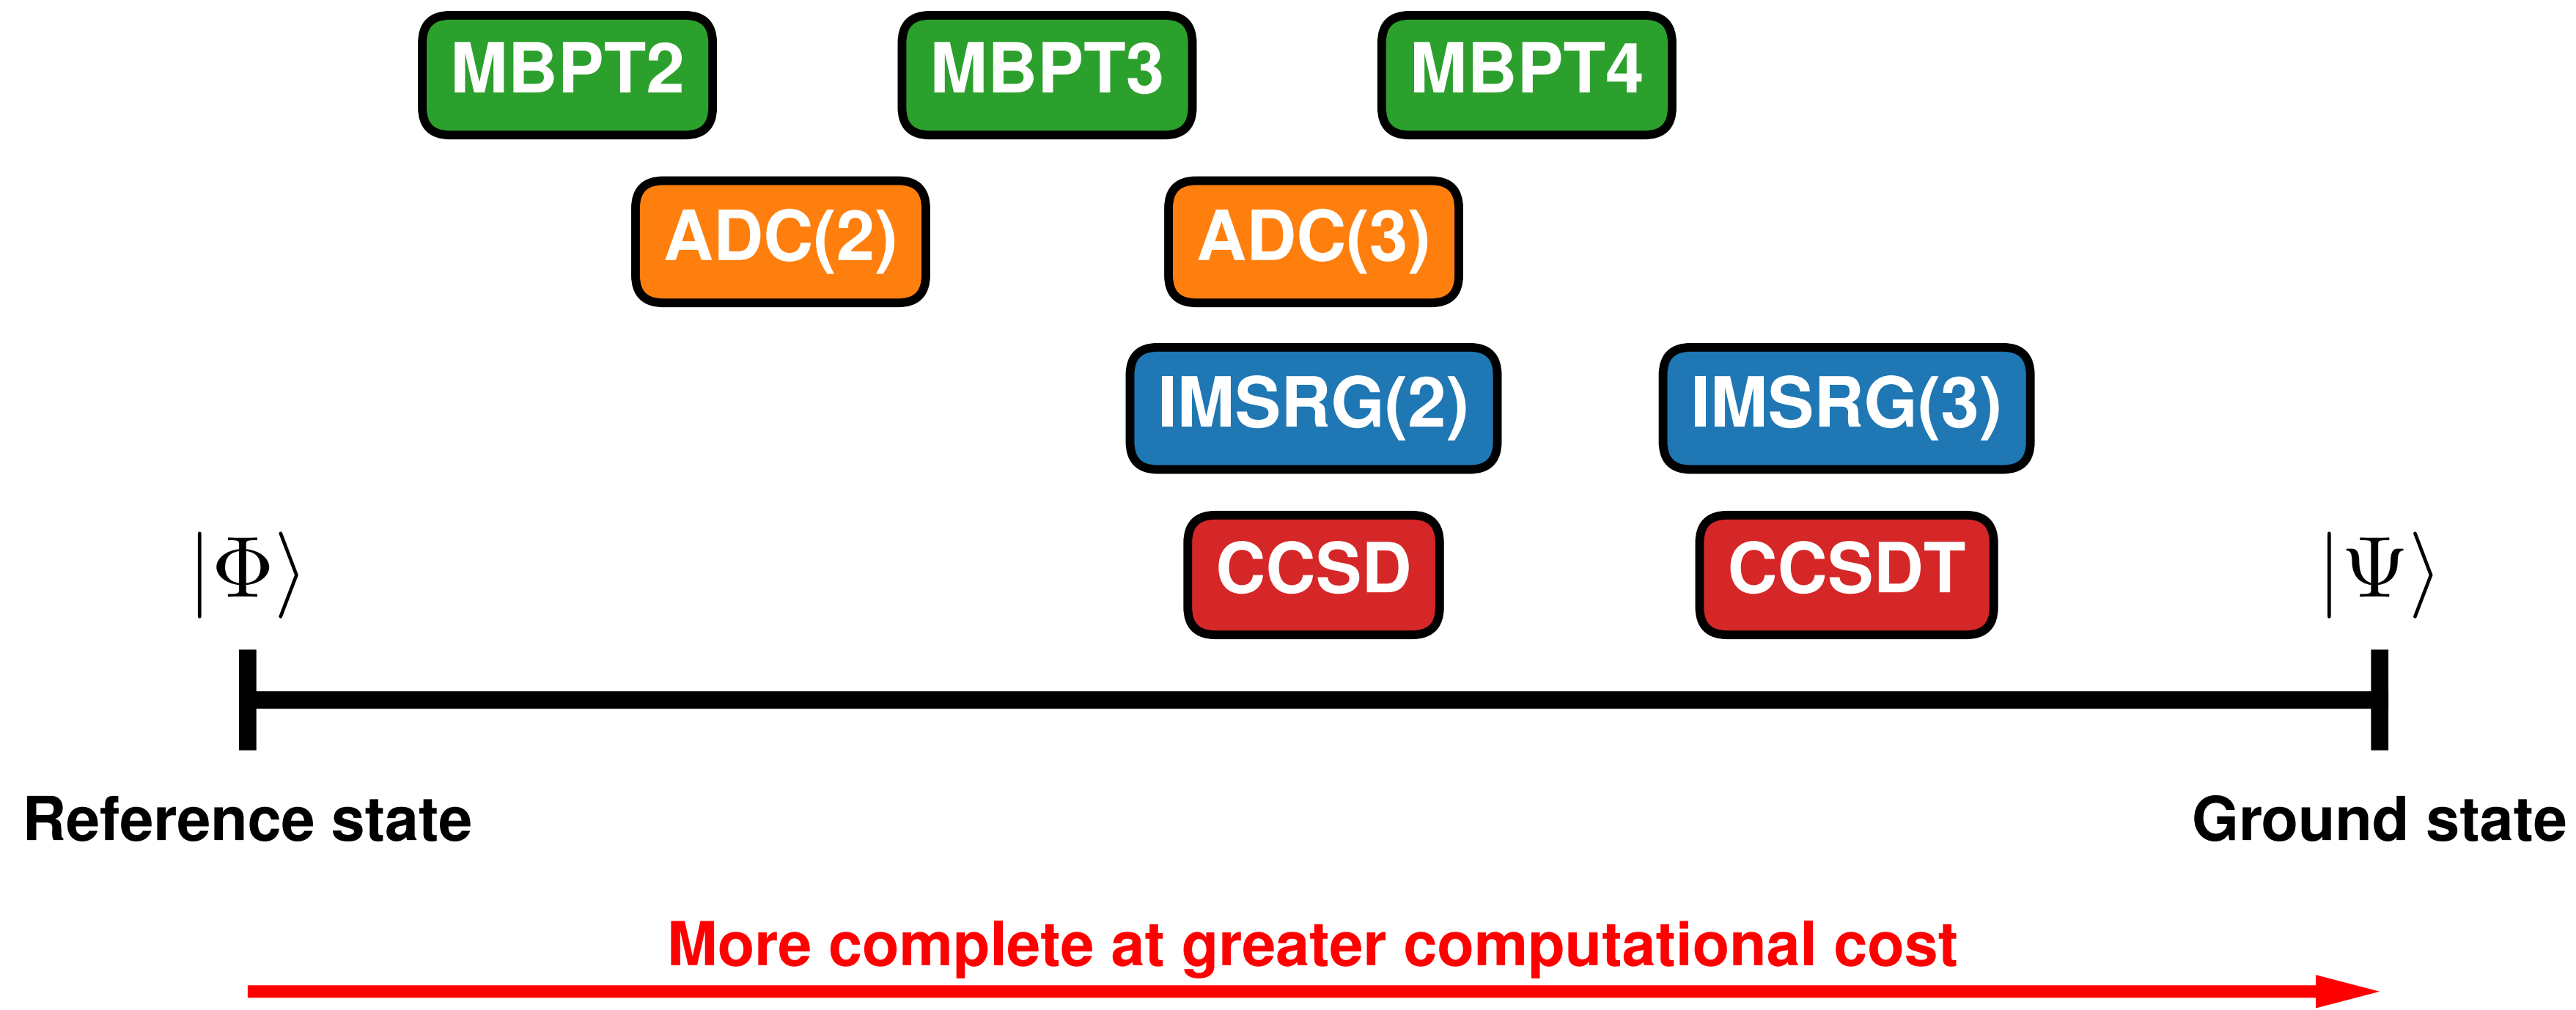 MBPT2 MBPT3 MBPT4
ADC(2) ADC(3)
IMSRG(2) IMSRG(3)
CCSD CCSDT
|Φ⟩ |Ψ⟩
Reference state Ground state
More complete at greater computational cost